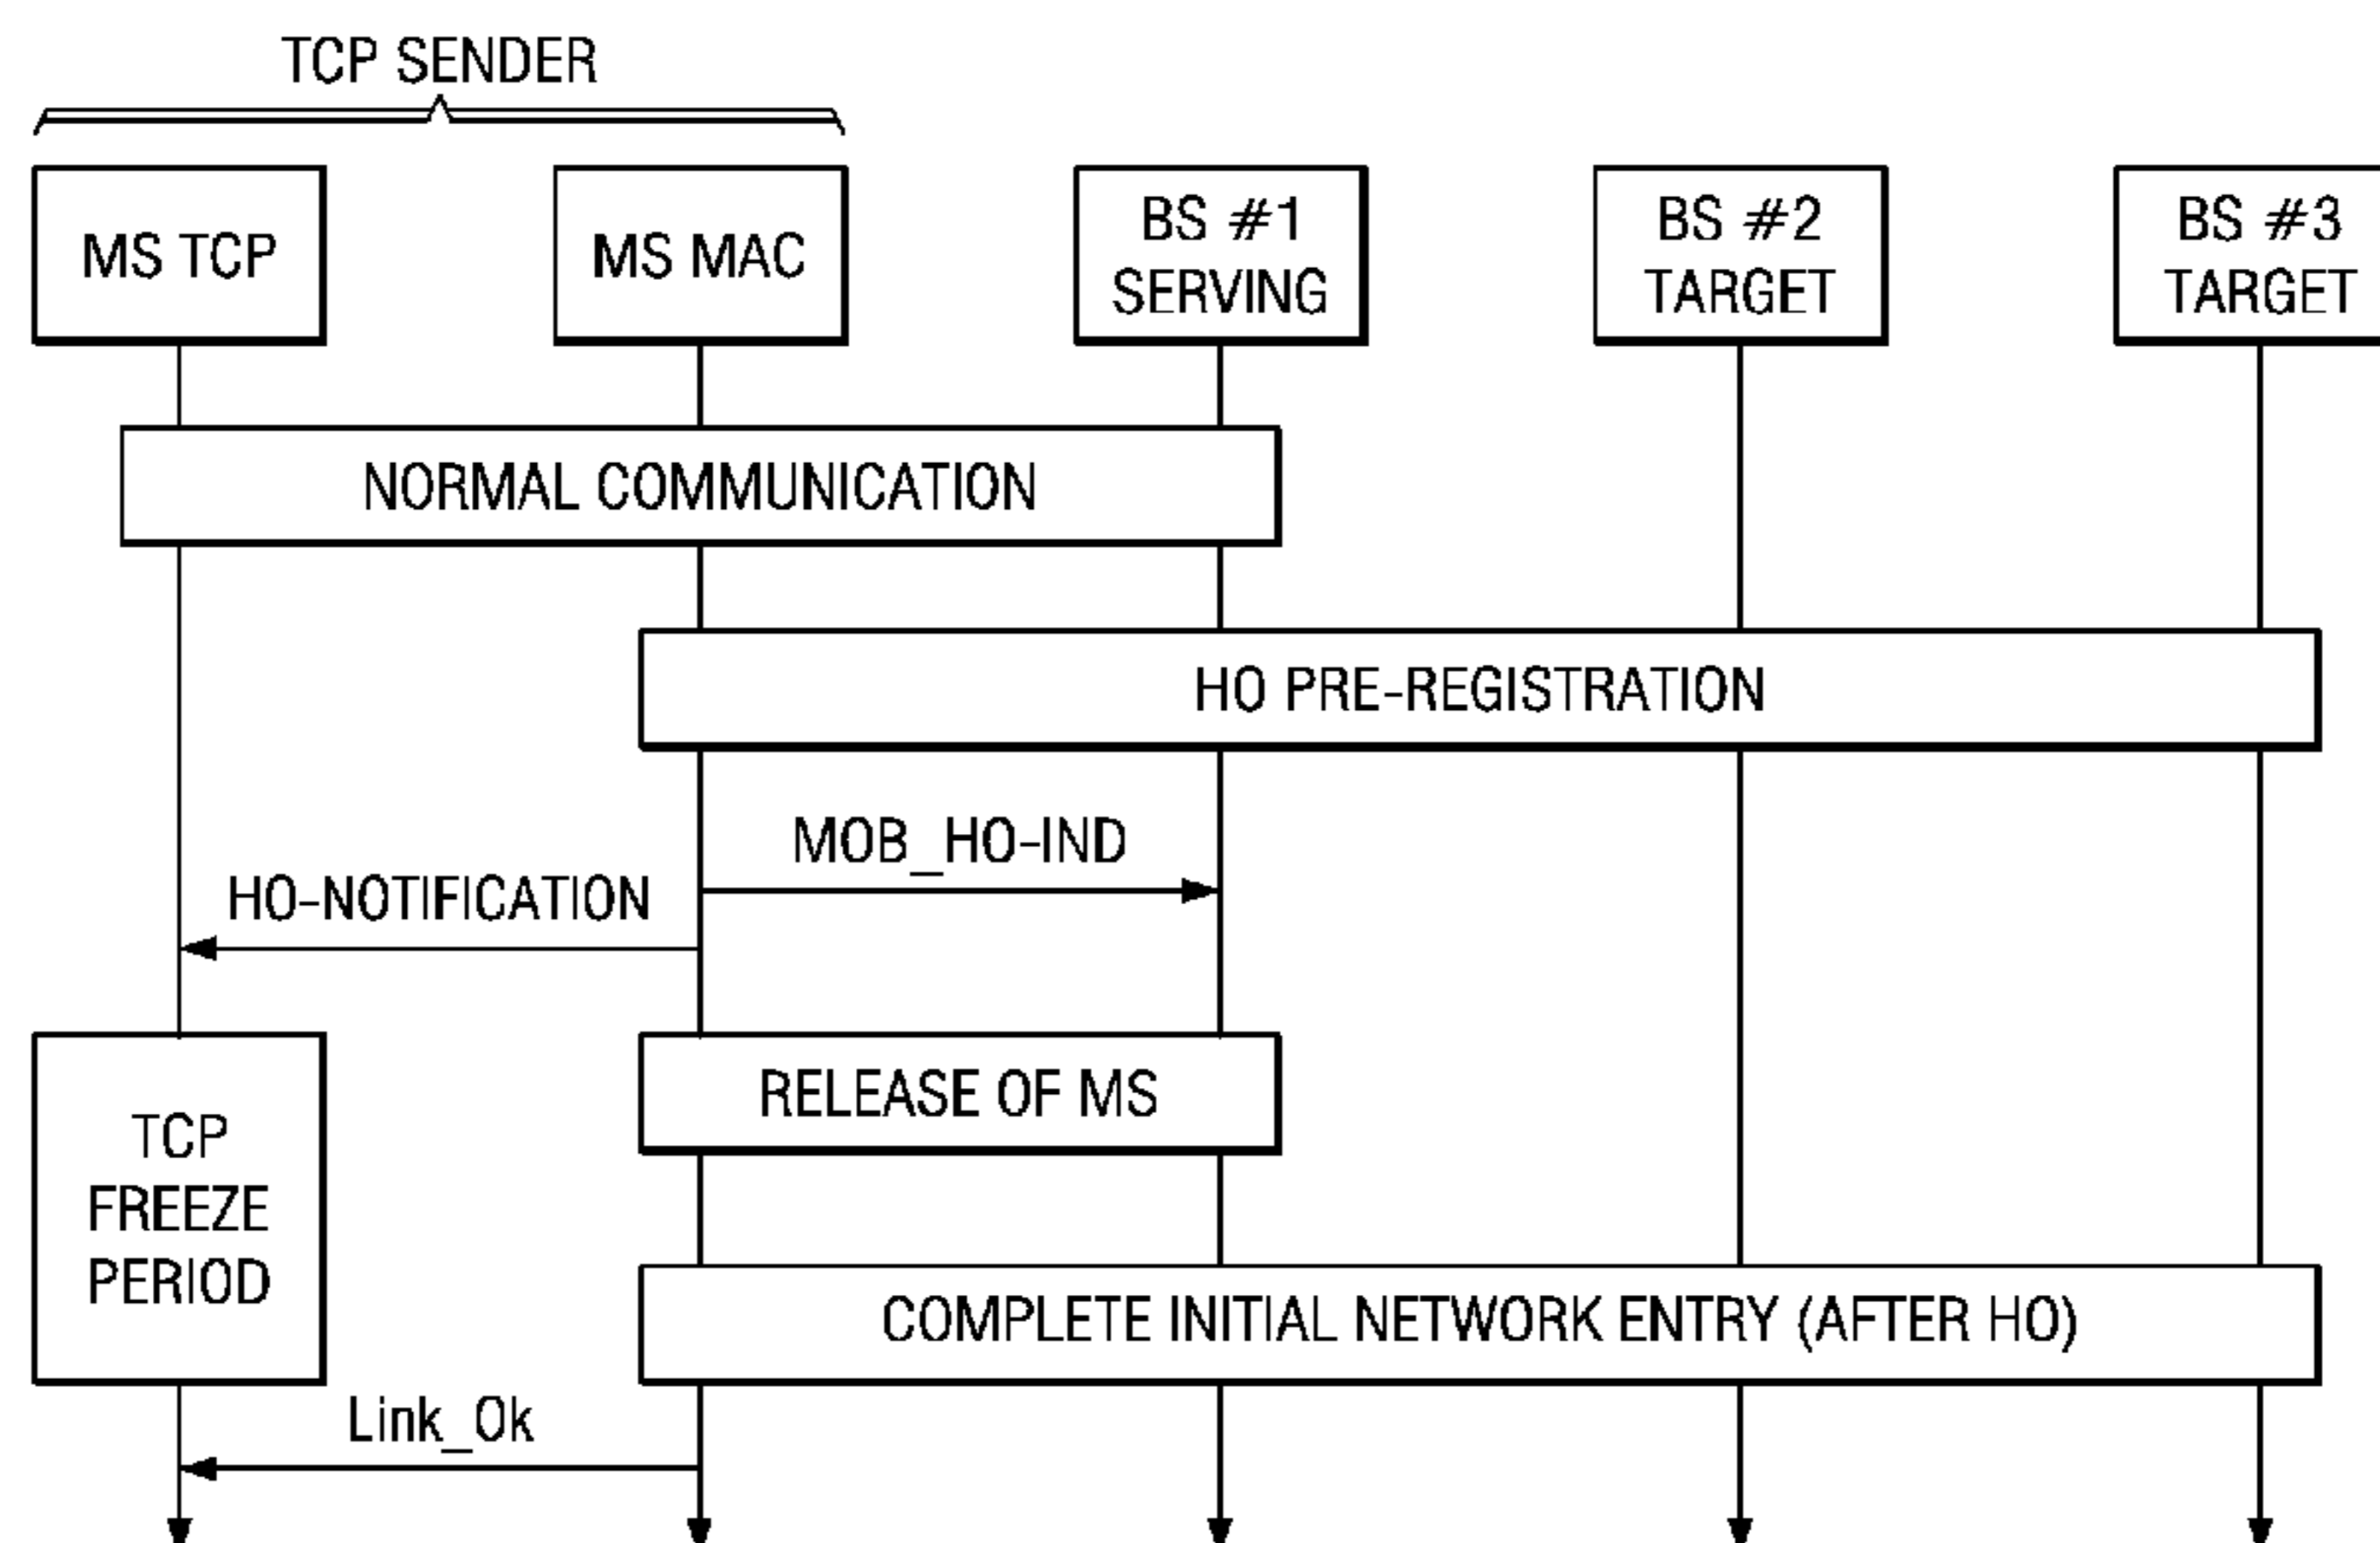 TCP SENDER
MS TCP
MS MAC
BS #1
SERVING
BS #2
TARGET
BS #3
TARGET
NORMAL COMMUNICATION
HO PRE-REGISTRATION
MOB_HO-IND
HO-NOTIFICATION
RELEASE OF MS
TCP
FREEZE
PERIOD
COMPLETE INITIAL NETWORK ENTRY (AFTER HO)
Link_Ok